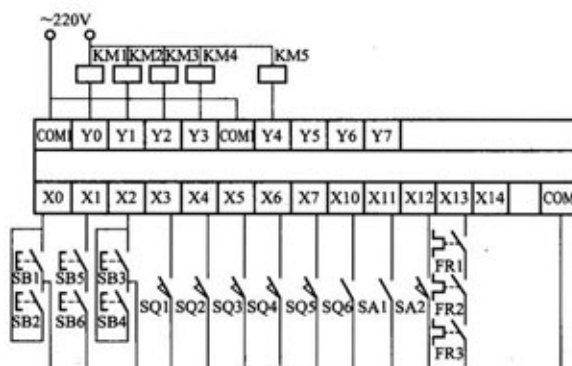 ~220V
KM1 KM2 KM3 KM4 KM5
COM1 Y0 Y1 Y2 Y3 COM1 Y4 Y5 Y6 Y7
X0 X1 X2 X3 X4 X5 X6 X7 X10 X11 X12 X13 X14 COM
SB1 SB5 SB3 FR1
SQ1 SQ2 SQ3 SQ4 SQ5 SQ6 SA1 SA2 FR2
SB2 SB6 SB4
FR3